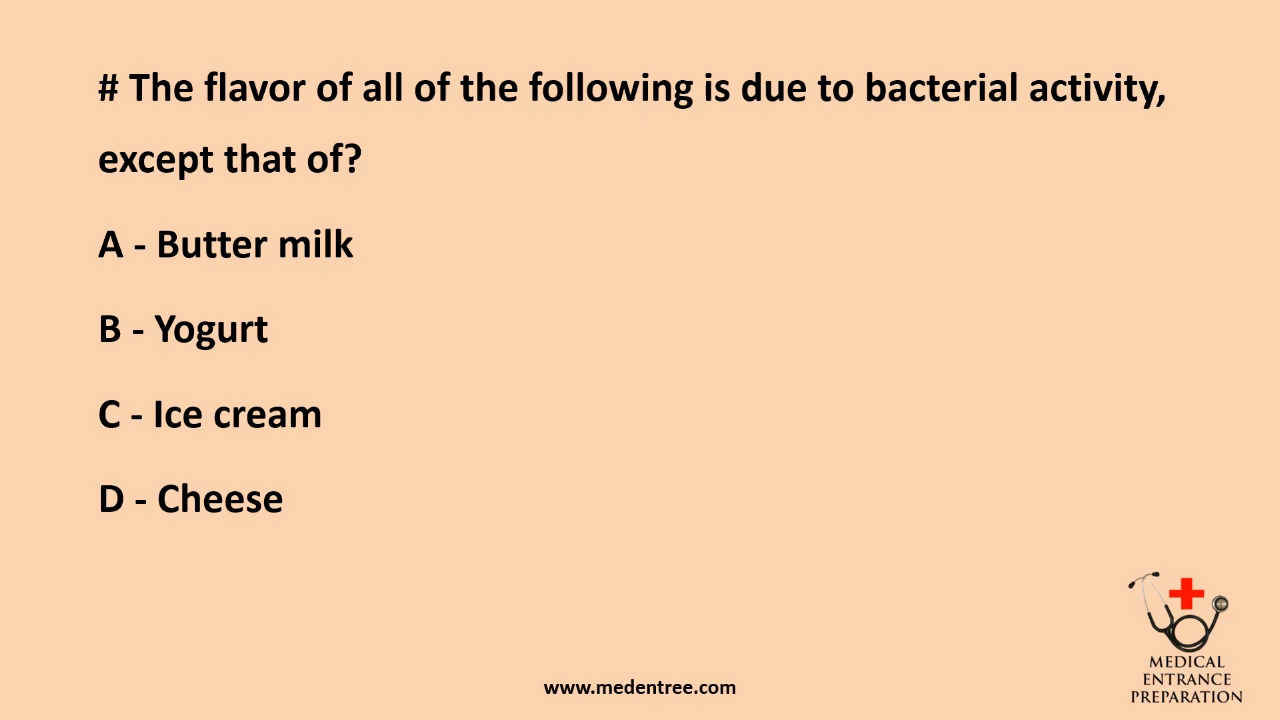 # The flavor of all of the following is due to bacterial activity,
except that of?
A - Butter milk
B - Yogurt
C - Ice cream
D - Cheese
MEDICAL
ENTRANCE
PREPARATION
www.medentree.com